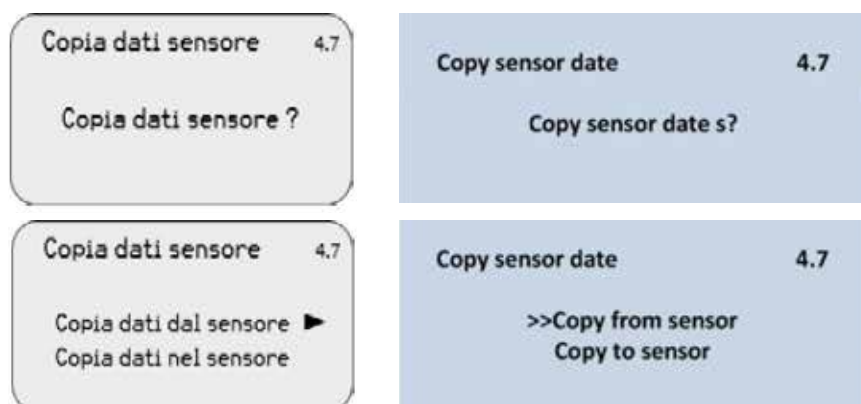 Copia dati sensore 4.7
Copia dati sensore ?
Copy sensor date 4.7
Copy sensor date s?
Copia dati sensore 4.7
Copia dati dal sensore ►
Copia dati nel sensore
Copy sensor date 4.7
>>Copy from sensor
Copy to sensor